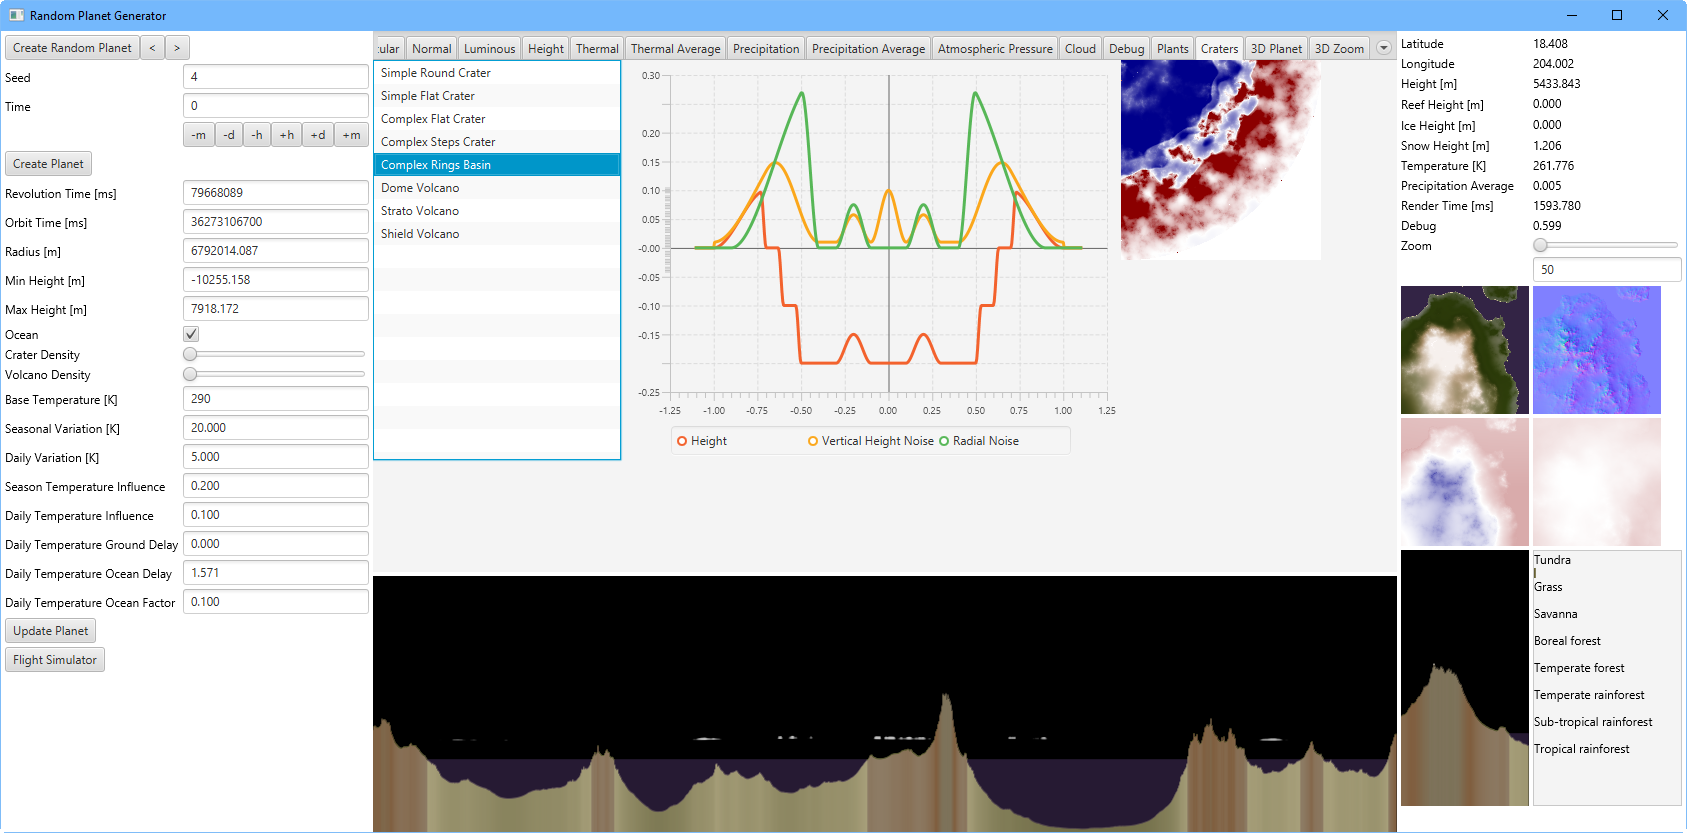 Random Planet Generator
Create Random Planet < >
Seed 4
Time 0
-m -d -h +h +d +m
Create Planet
Revolution Time [ms] 79668089
Orbit Time [ms] 36273106700
Radius [m] 6792014.087
Min Height [m] -10255.158
Max Height [m] 7918.172
Ocean
Crater Density
Volcano Density
Base Temperature [K] 290
Seasonal Variation [K] 20.000
Daily Variation [K] 5.000
Season Temperature Influence 0.200
Daily Temperature Influence 0.100
Daily Temperature Ground Delay 0.000
Daily Temperature Ocean Delay 1.571
Daily Temperature Ocean Factor 0.100
Update Planet
Flight Simulator
ular Normal Luminous Height Thermal Thermal Average Precipitation Precipitation Average Atmospheric Pressure Cloud Debug Plants Craters 3D Planet 3D Zoom
Simple Round Crater
Simple Flat Crater
Complex Flat Crater
Complex Steps Crater
Complex Rings Basin
Dome Volcano
Strato Volcano
Shield Volcano
0.30
0.20
0.15
0.10
0.05
-0.00
-0.05
-0.10
-0.15
-0.25
-1.25 -1.00 -0.75 -0.50 -0.25 0.00 0.25 0.50 0.75 1.00 1.25
Height Vertical Height Noise Radial Noise
Latitude 18.408
Longitude 204.002
Height [m] 5433.843
Reef Height [m] 0.000
Ice Height [m] 0.000
Snow Height [m] 1.206
Temperature [K] 261.776
Precipitation Average 0.005
Render Time [ms] 1593.780
Debug 0.599
Zoom
50
Tundra
Grass
Savanna
Boreal forest
Temperate forest
Temperate rainforest
Sub-tropical rainforest
Tropical rainforest